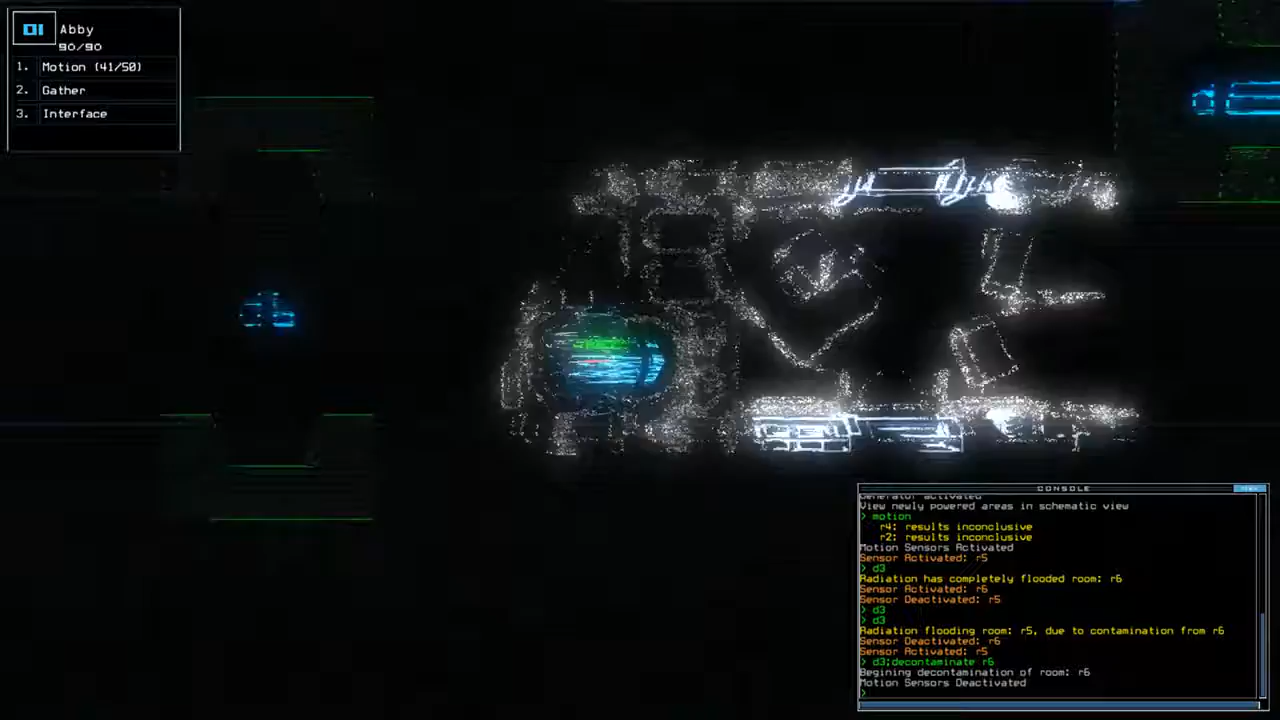 01 Abby
90/90
1. Motion (41/50)
2. Gather
3. Interface
CONSOLE
Generator activated
View newly powered areas in schematic view
> motion
r4: results inconclusive
r2: results inconclusive
Motion Sensors Activated
Sensor Activated: r5
> d3
Radiation has completely flooded room: r6
Sensor Activated: r6
Sensor Deactivated: r5
> d3
> d3
Radiation flooding room: r5, due to contamination from r6
Sensor Deactivated: r6
Sensor Activated: r5
> d3;decontaminate r6
Begining decontamination of room: r6
Motion Sensors Deactivated
>